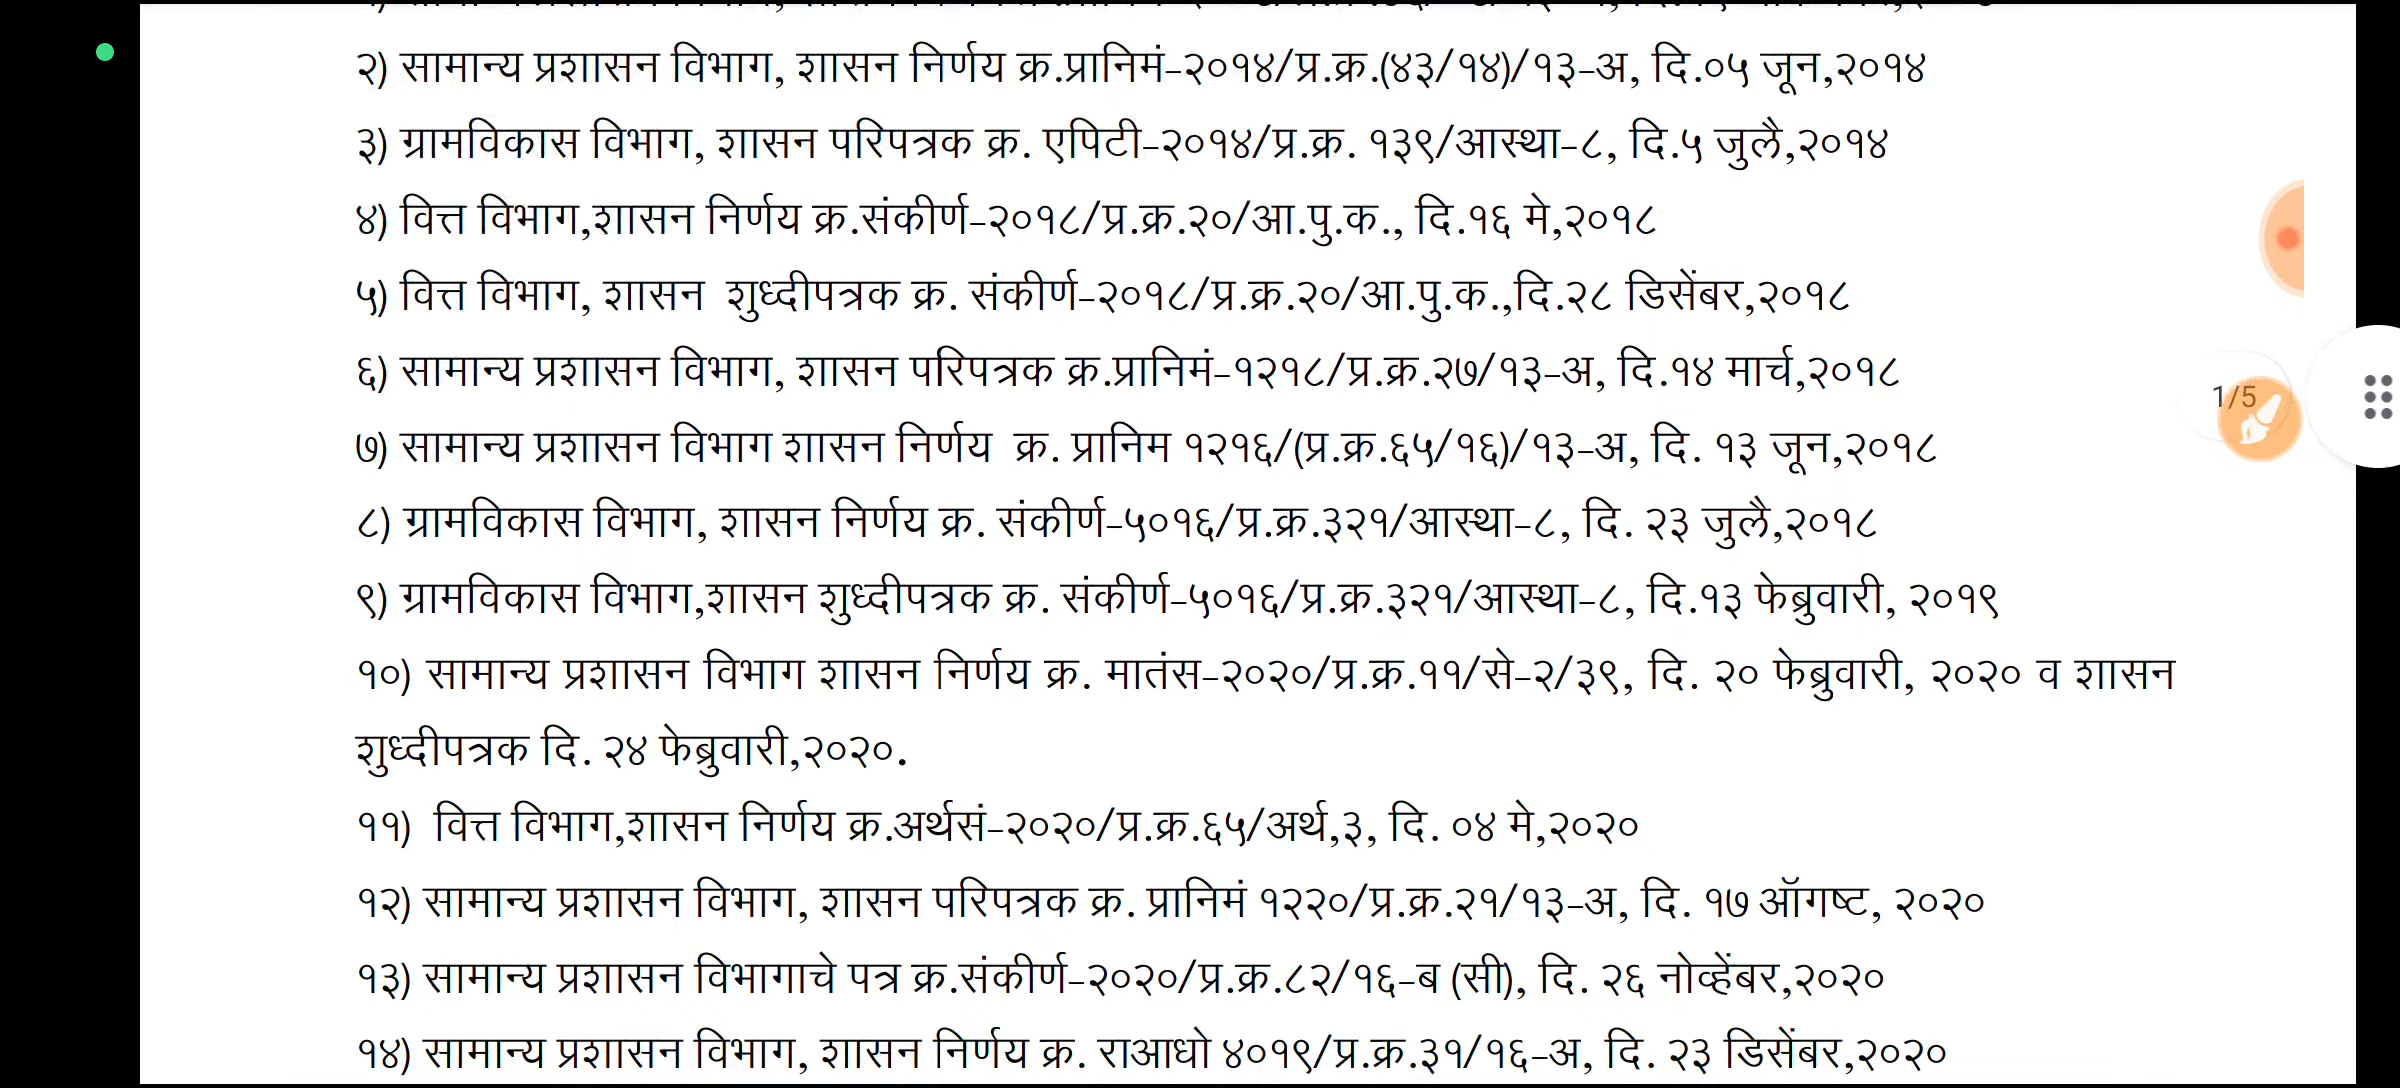 २) सामान्य प्रशासन विभाग, शासन निर्णय क्र.प्रानिमं-२०१४/प्र.क्र.(४३/१४)/१३-अ, दि.०५ जून,२०१४
३) ग्रामविकास विभाग, शासन परिपत्रक क्र. एपिटी-२०१४/प्र.क्र. १३९/आस्था-८, दि.५ जुलै,२०१४
४) वित्त विभाग,शासन निर्णय क्र.संकीर्ण-२०१८/प्र.क्र.२०/आ.पु.क., दि.१६ मे,२०१८
५) वित्त विभाग, शासन  शुध्दीपत्रक क्र. संकीर्ण-२०१८/प्र.क्र.२०/आ.पु.क.,दि.२८ डिसेंबर,२०१८
६) सामान्य प्रशासन विभाग, शासन परिपत्रक क्र.प्रानिमं-१२१८/प्र.क्र.२७/१३-अ, दि.१४ मार्च,२०१८
1/5
७) सामान्य प्रशासन विभाग शासन निर्णय  क्र. प्रानिम १२१६/(प्र.क्र.६५/१६)/१३-अ, दि. १३ जून,२०१८
८) ग्रामविकास विभाग, शासन निर्णय क्र. संकीर्ण-५०१६/प्र.क्र.३२१/आस्था-८, दि. २३ जुलै,२०१८
९) ग्रामविकास विभाग,शासन शुध्दीपत्रक क्र. संकीर्ण-५०१६/प्र.क्र.३२१/आस्था-८, दि.१३ फेब्रुवारी, २०१९
१०) सामान्य प्रशासन विभाग शासन निर्णय क्र. मातंस-२०२०/प्र.क्र.११/से-२/३९, दि. २० फेब्रुवारी, २०२० व शासन
शुध्दीपत्रक दि. २४ फेब्रुवारी,२०२०.
११)  वित्त विभाग,शासन निर्णय क्र.अर्थसं-२०२०/प्र.क्र.६५/अर्थ,३, दि. ०४ मे,२०२०
१२) सामान्य प्रशासन विभाग, शासन परिपत्रक क्र. प्रानिमं १२२०/प्र.क्र.२१/१३-अ, दि. १७ ऑगष्ट, २०२०
१३) सामान्य प्रशासन विभागाचे पत्र क्र.संकीर्ण-२०२०/प्र.क्र.८२/१६-ब (सी), दि. २६ नोव्हेंबर,२०२०
१४) सामान्य प्रशासन विभाग, शासन निर्णय क्र. राआधो ४०१९/प्र.क्र.३१/१६-अ, दि. २३ डिसेंबर,२०२०